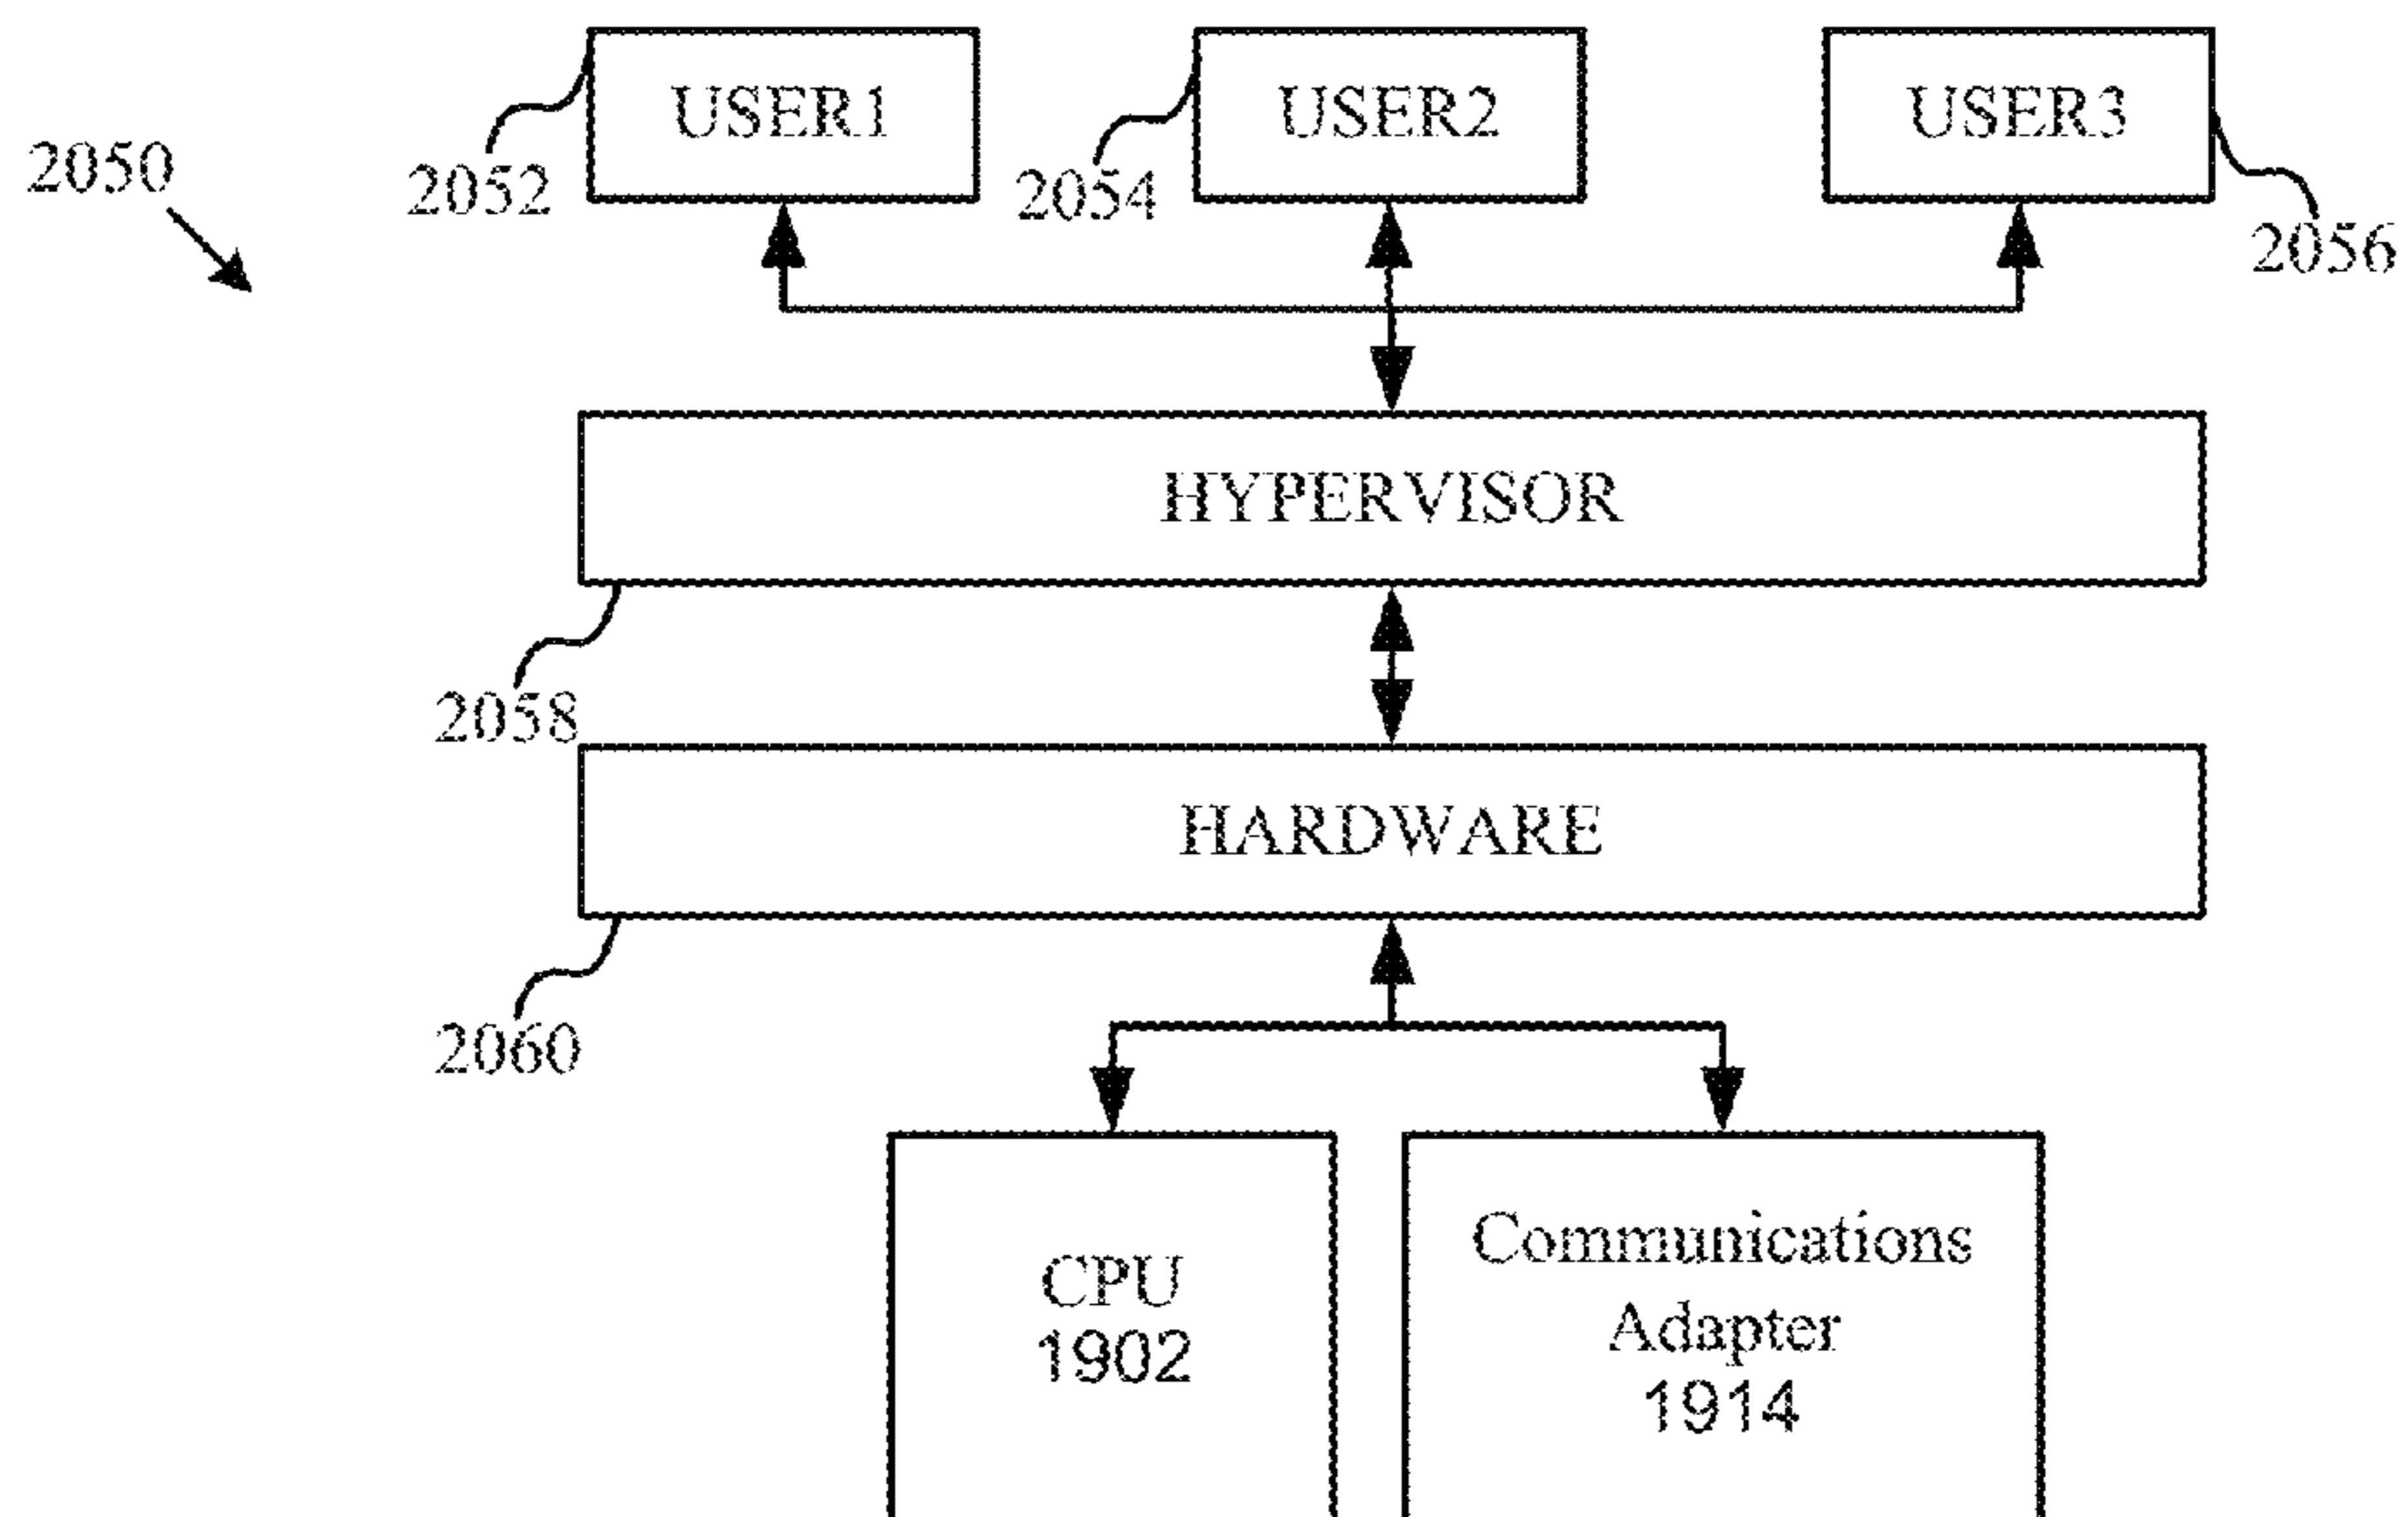 USER1
USER2
USER3
2050
2052
2054
2056
HYPERVISOR
2058
HARDWARE
2060
CPU
1902
Communications
Adapter
1914